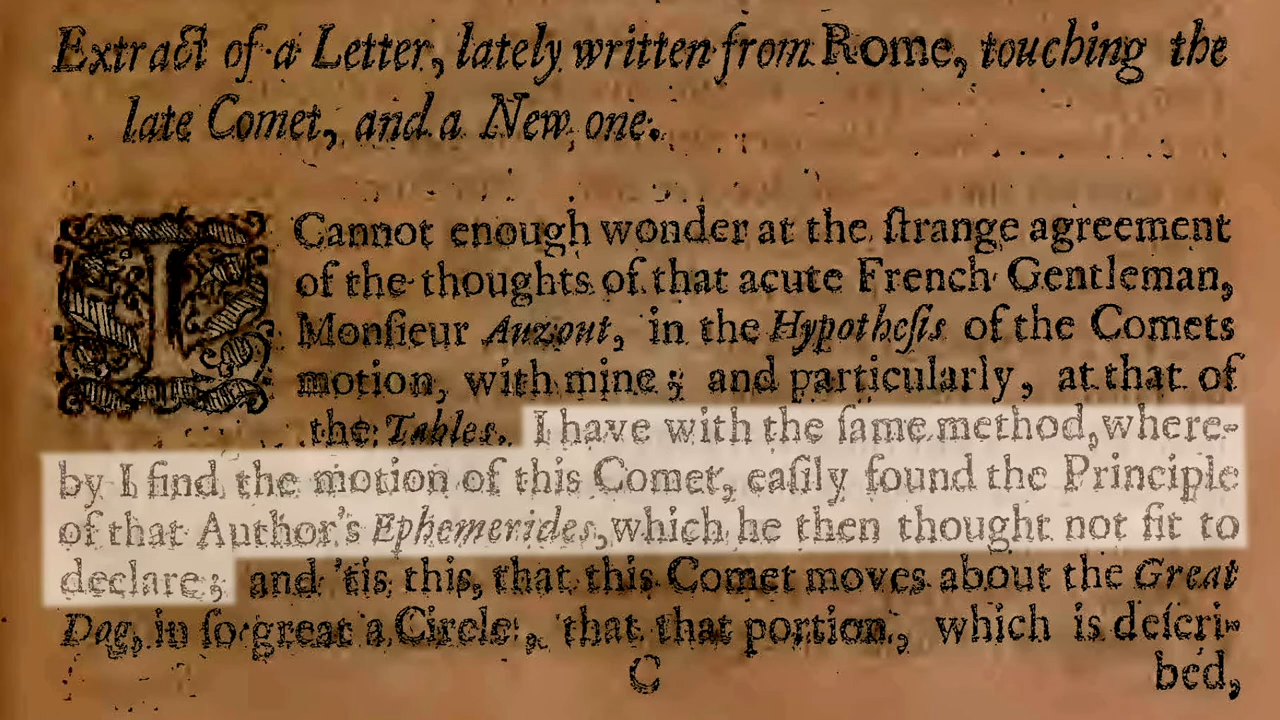 Extract of a Letter, lately written from Rome, touching the
late Comet, and a New one.
I Cannot enough wonder at the ſtrange agreement
of the thoughts of that acute French Gentleman,
Monſieur Auzout, in the Hypotheſis of the Comets
motion, with mine; and particularly, at that of
the Tables. I have with the ſame method, where-
by I find the motion of this Comet, eaſily found the Principle
of that Author's Ephemerides, which he then thought not fit to
declare; and 'tis this, that this Comet moves about the Great
Dog, in ſo great a Circle, that that portion, which is deſcri-
C
bed,